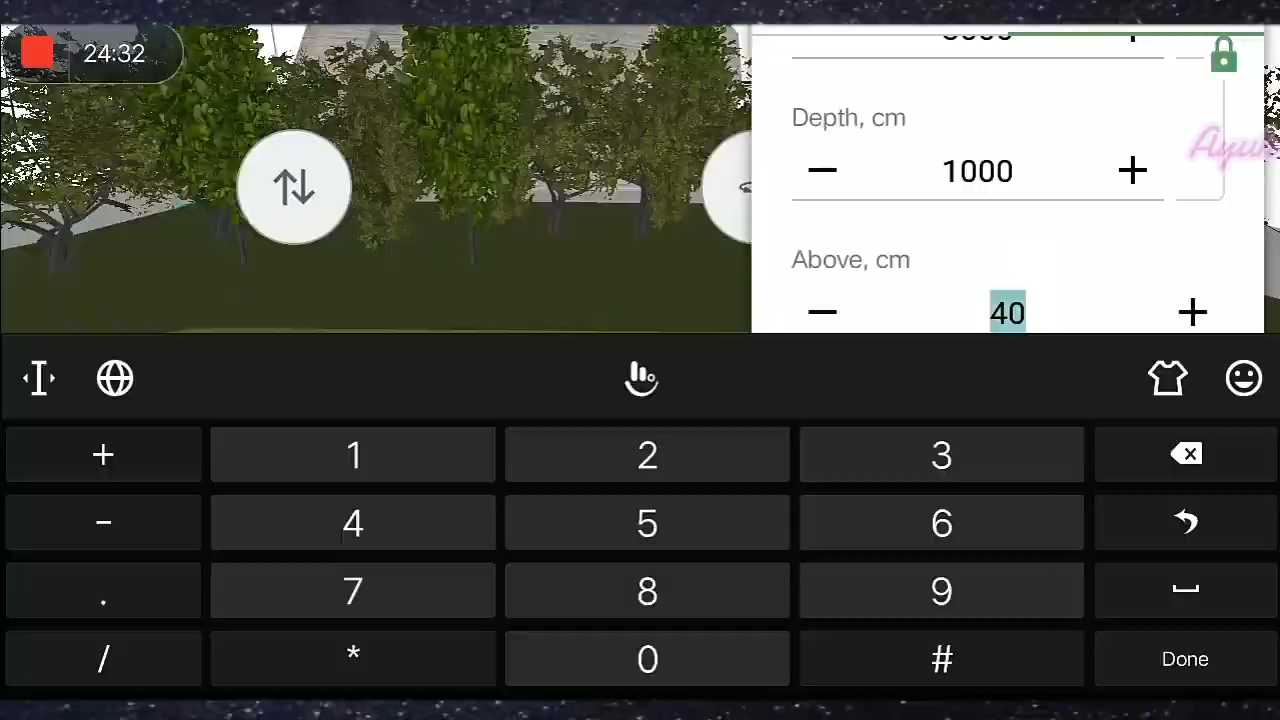 24:32
Depth, cm
− 1000 +
Above, cm
− 40 +
+ 1 2 3
- 4 5 6
. 7 8 9
/ * 0 #
Done